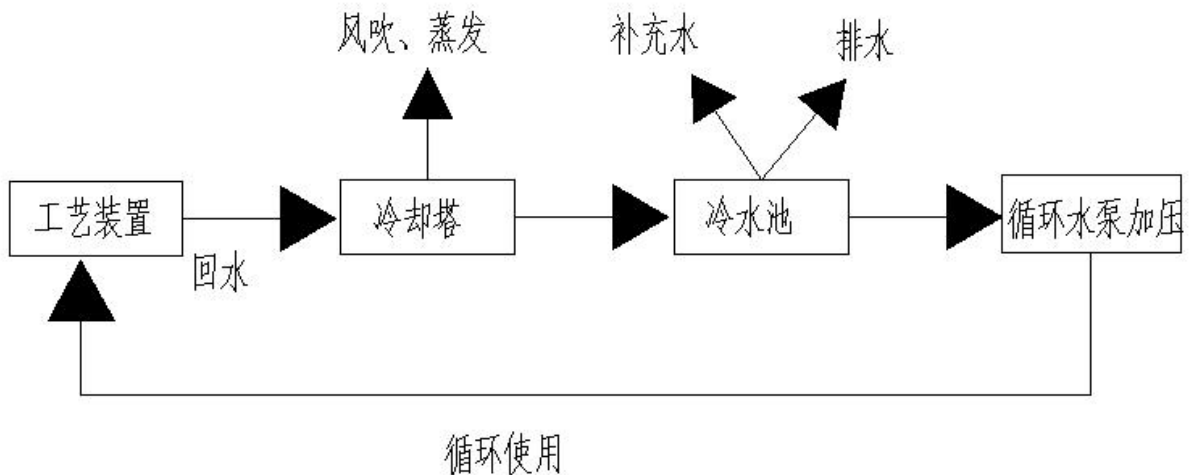 风吹、蒸发
补充水
排水
工艺装置
回水
冷却塔
冷水池
循环水泵加压
循环使用